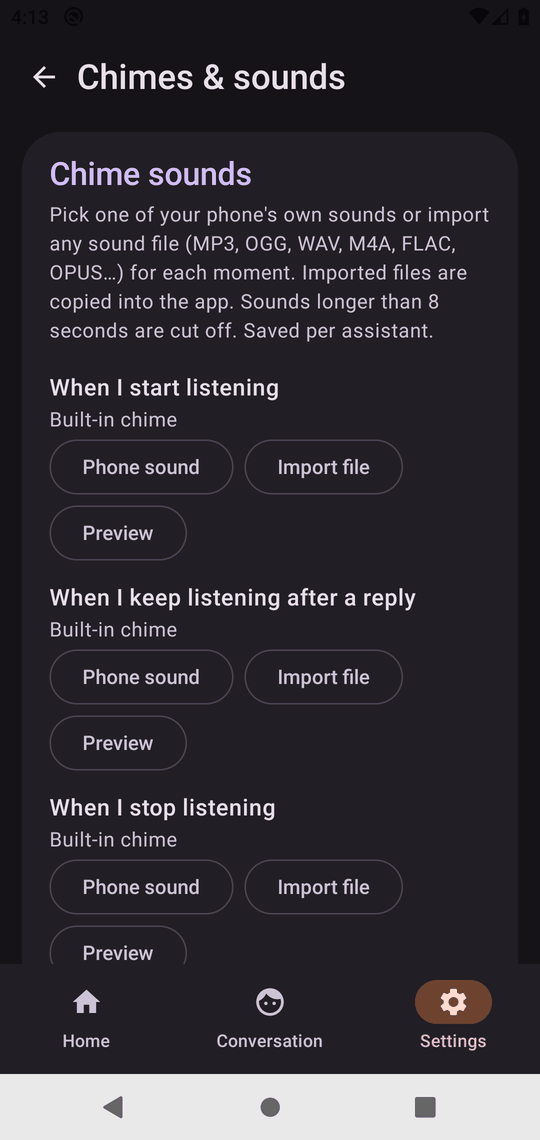 4:13
Chimes & sounds
Chime sounds
Pick one of your phone's own sounds or import
any sound file (MP3, OGG, WAV, M4A, FLAC,
OPUS…) for each moment. Imported files are
copied into the app. Sounds longer than 8
seconds are cut off. Saved per assistant.
When I start listening
Built-in chime
Phone sound
Import file
Preview
When I keep listening after a reply
Built-in chime
Phone sound
Import file
Preview
When I stop listening
Built-in chime
Phone sound
Import file
Preview
Home
Conversation
Settings